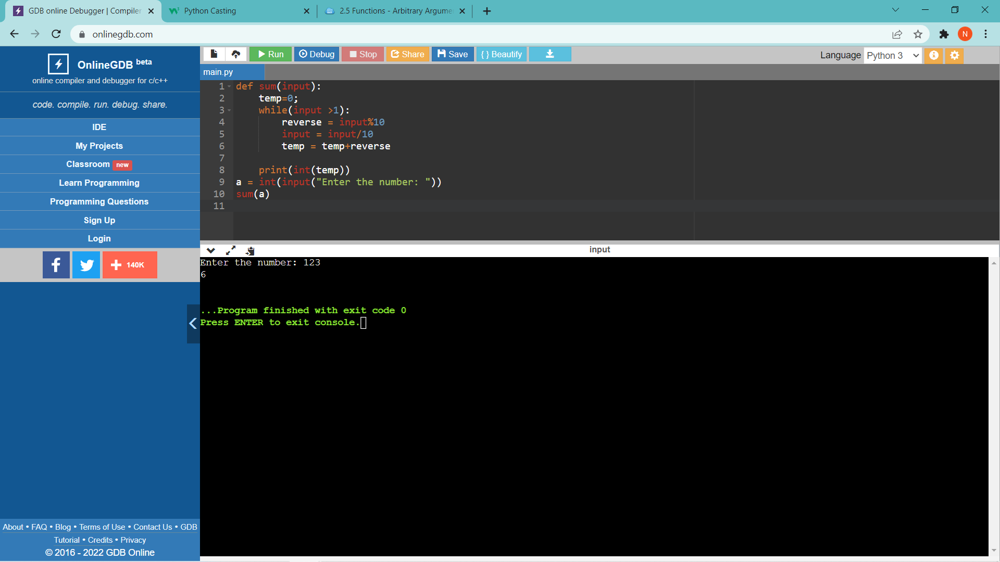 GDB online Debugger | Compiler
Python Casting
2.5 Functions - Arbitrary Argume
onlinegdb.com
N
OnlineGDB beta
online compiler and debugger for c/c++
code. compile. run. debug. share.
IDE
My Projects
Classroom new
Learn Programming
Programming Questions
Sign Up
Login
140K
About • FAQ • Blog • Terms of Use • Contact Us • GDB
Tutorial • Credits • Privacy
© 2016 - 2022 GDB Online
Run Debug Stop Share Save { } Beautify
Language Python 3
main.py
1 def sum(input):
2     temp=0;
3     while(input >1):
4         reverse = input%10
5         input = input/10
6         temp = temp+reverse
7
8     print(int(temp))
9 a = int(input("Enter the number: "))
10 sum(a)
11
input
Enter the number: 123
6
...Program finished with exit code 0
Press ENTER to exit console.